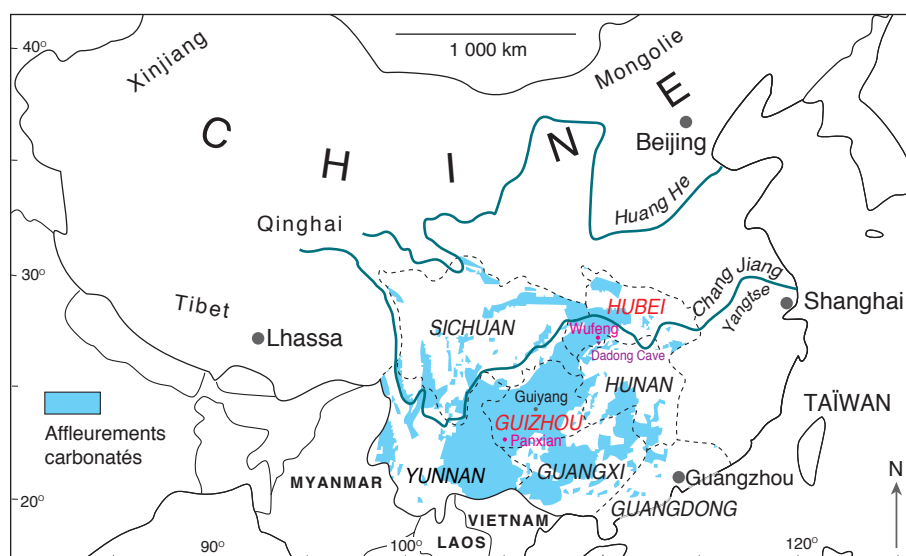 40°
Xinjiang
1 000 km
Mongolie
C H I N E
Beijing
Huang He
Qinghai
30°
Tibet
Lhassa
SICHUAN
HUBEI
Chang Jiang
Yangtse
Shanghai
Wufeng
Dadong Cave
HUNAN
Guiyang
GUIZHOU
Panxian
TAÏWAN
Affleurements
carbonatés
MYANMAR
YUNNAN
GUANGXI
Guangzhou
GUANGDONG
N
20°
VIETNAM
LAOS
90°
100°
120°